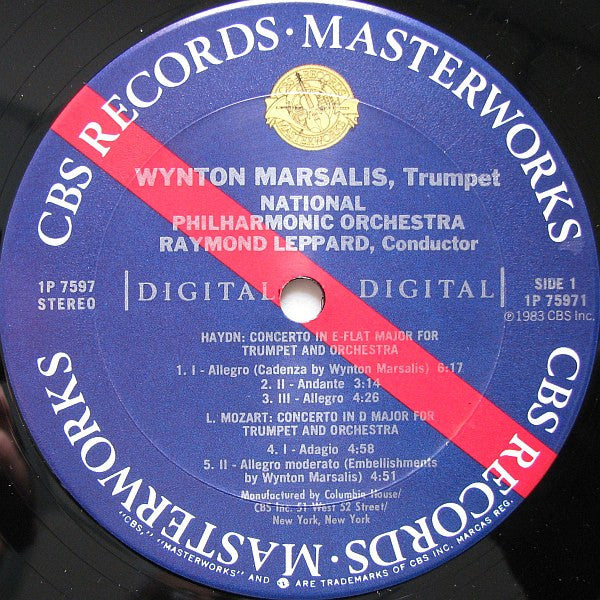 CBS RECORDS · MASTERWORKS
WYNTON MARSALIS, Trumpet
NATIONAL
PHILHARMONIC ORCHESTRA
RAYMOND LEPPARD, Conductor
1P 7597
STEREO
DIGITAL
DIGITAL
SIDE 1
1P 75971
℗1983 CBS Inc.
HAYDN: CONCERTO IN E-FLAT MAJOR FOR
TRUMPET AND ORCHESTRA
1. I - Allegro (Cadenza by Wynton Marsalis) 6:17
2. II - Andante 3:14
3. III - Allegro 4:26
L. MOZART: CONCERTO IN D MAJOR FOR
TRUMPET AND ORCHESTRA
4. I - Adagio 4:58
5. II - Allegro moderato (Embellishments
by Wynton Marsalis) 4:51
Manufactured by Columbia House/
CBS Inc. 51 West 52 Street/
New York, New York
CBS RECORDS · MASTERWORKS
"CBS," "MASTERWORKS" AND ARE TRADEMARKS OF CBS INC. MARCAS REG.